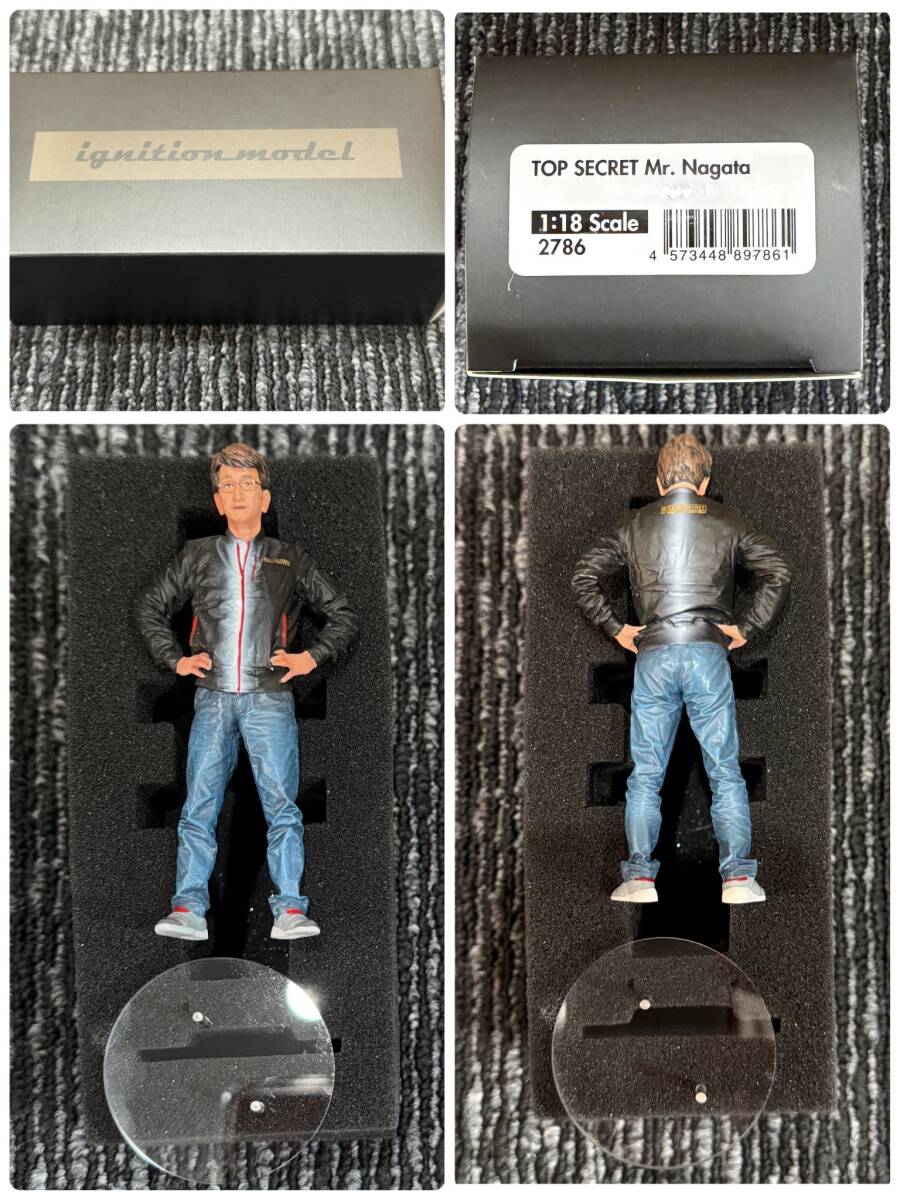 ignition model
TOP SECRET Mr. Nagata
1:18 Scale
2786
4 573448 897861